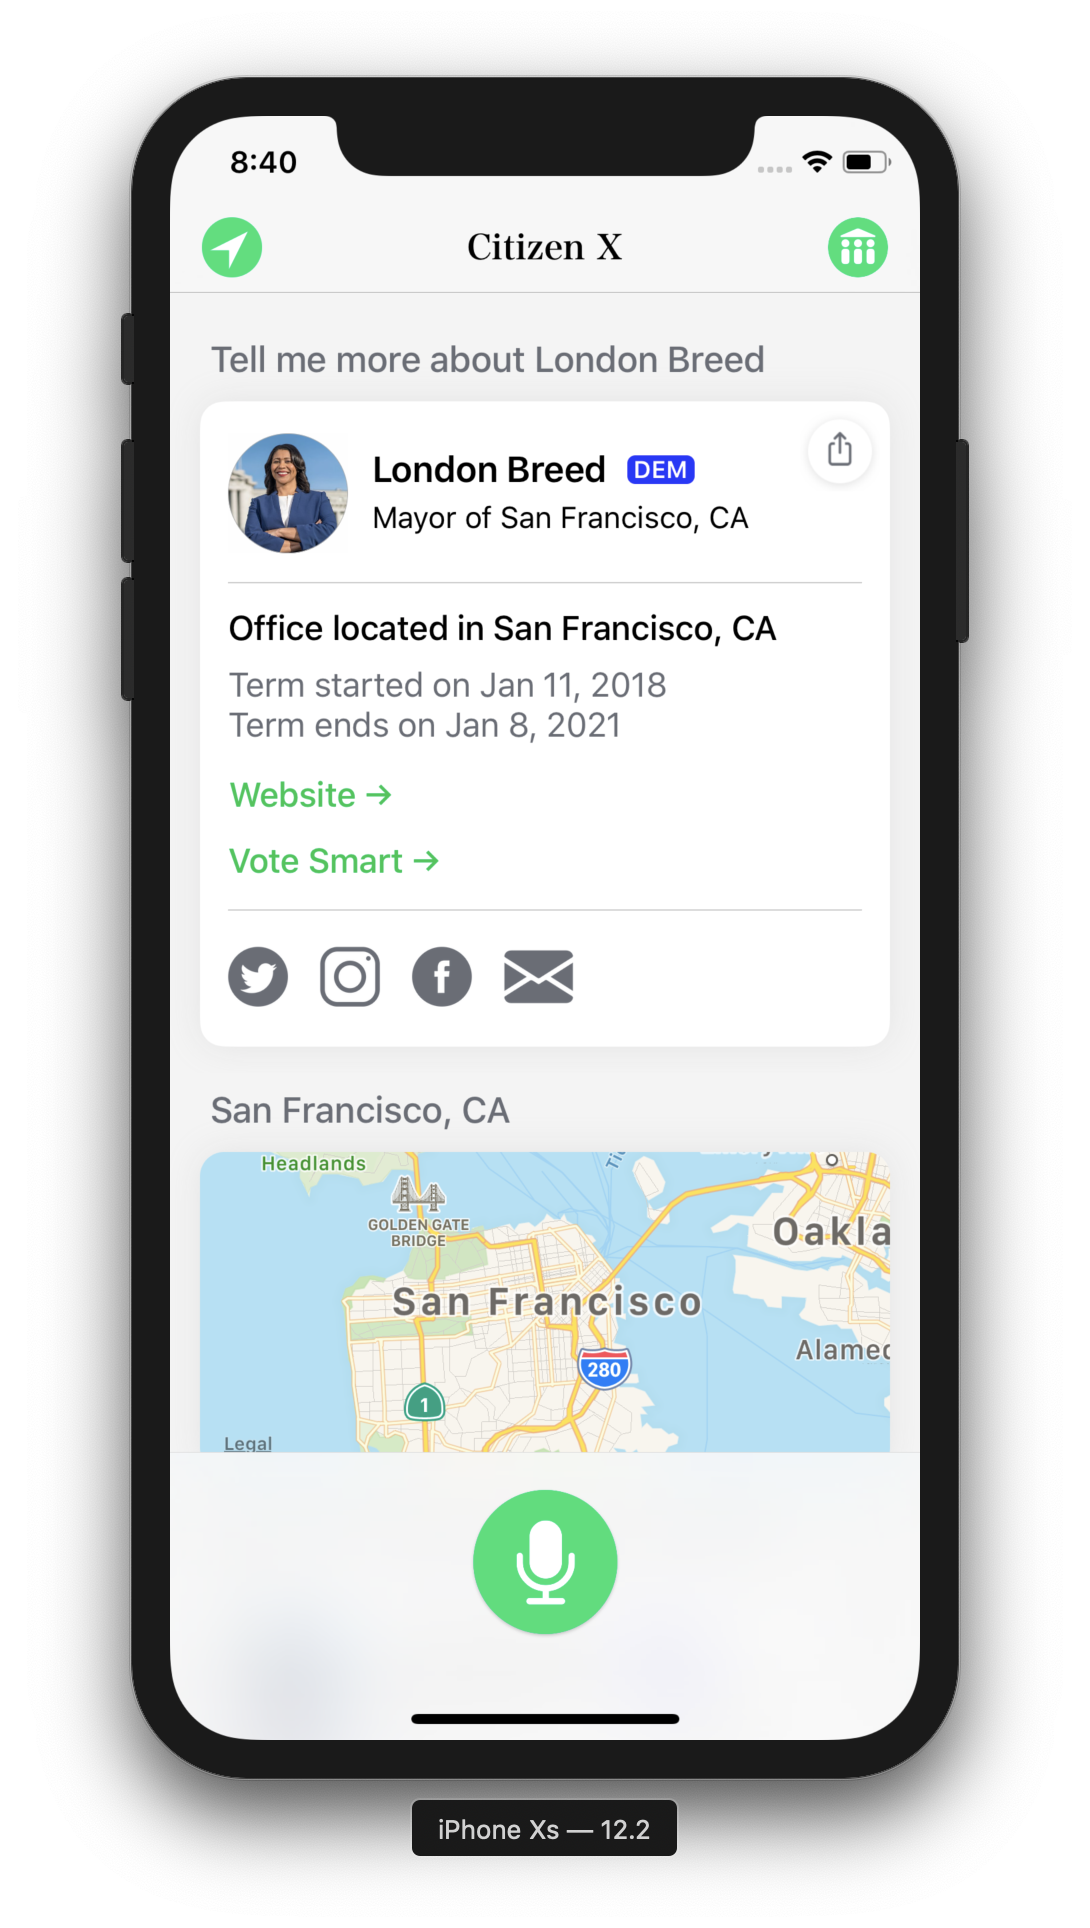 8:40
Citizen X
Tell me more about London Breed
London Breed DEM
Mayor of San Francisco, CA
Office located in San Francisco, CA
Term started on Jan 11, 2018
Term ends on Jan 8, 2021
Website →
Vote Smart →
San Francisco, CA
Headlands
GOLDEN GATE
BRIDGE
Oakla
San Francisco
Alamed
280
1
Legal
iPhone Xs — 12.2